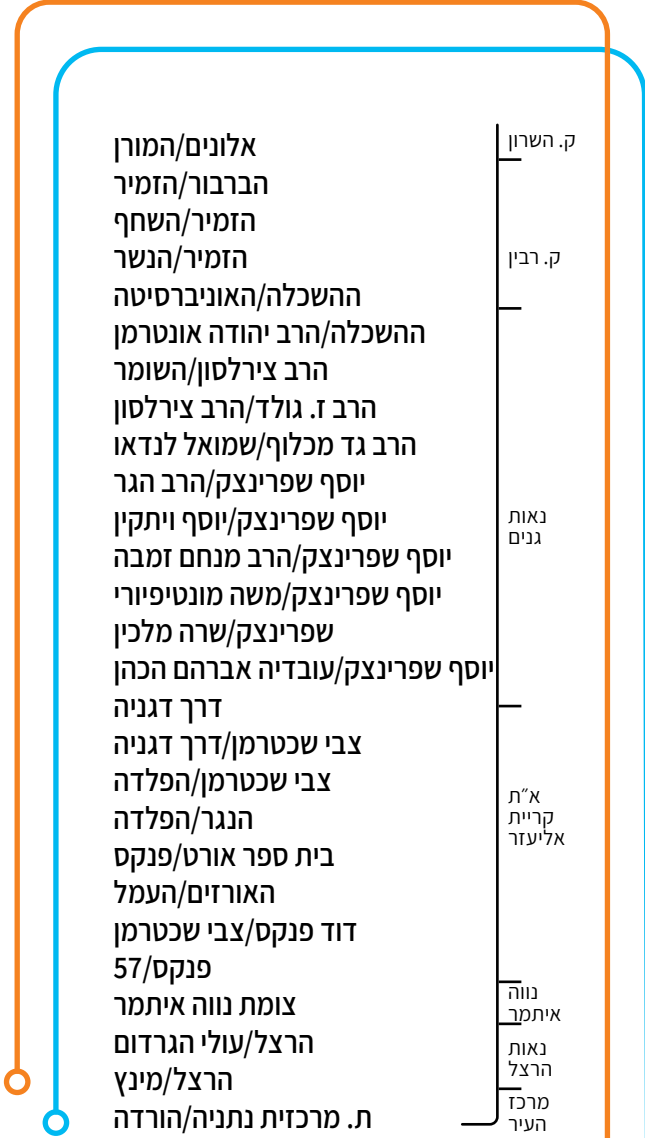 ק. השרון
אלונים/המורן
הברבור/הזמיר
הזמיר/השחף
ק. רבין
הזמיר/הנשר
ההשכלה/האוניברסיטה
ההשכלה/הרב יהודה אונטרמן
הרב צירלסון/השומר
הרב ז. גולד/הרב צירלסון
הרב גד מכלוף/שמואל לנדאו
יוסף שפרינצק/הרב הגר
נאות
גנים
יוסף שפרינצק/יוסף ויתקין
יוסף שפרינצק/הרב מנחם זמבה
יוסף שפרינצק/משה מונטיפיורי
שפרינצק/שרה מלכין
יוסף שפרינצק/עובדיה אברהם הכהן
דרך דגניה
צבי שכטרמן/דרך דגניה
צבי שכטרמן/הפלדה
א״ת
קריית
אליעזר
הנגר/הפלדה
בית ספר אורט/פנקס
האורזים/העמל
דוד פנקס/צבי שכטרמן
פנקס/57
נווה
איתמר
צומת נווה איתמר
הרצל/עולי הגרדום
נאות
הרצל
הרצל/מינץ
מרכז
העיר
ת. מרכזית נתניה/הורדה